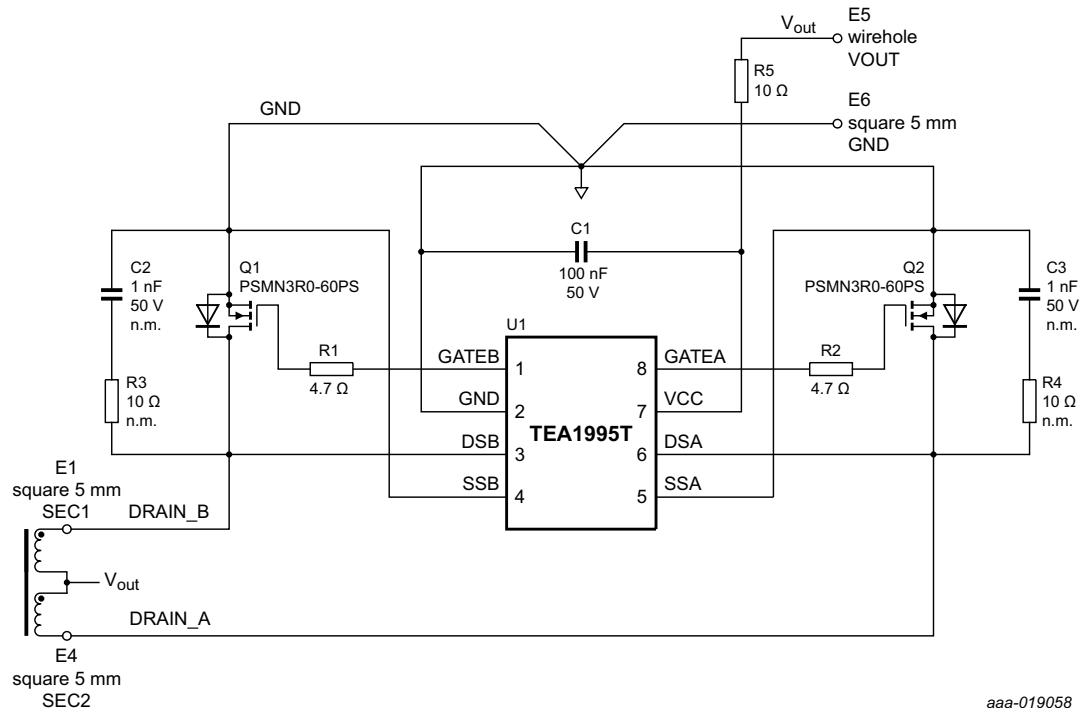 Vout
E5
wirehole
VOUT
R5
10 Ω
E6
square 5 mm
GND
GND
C1
100 nF
50 V
C2
1 nF
50 V
n.m.
Q1
PSMN3R0-60PS
Q2
PSMN3R0-60PS
C3
1 nF
50 V
n.m.
U1
R1
4.7 Ω
R2
4.7 Ω
R3
10 Ω
n.m.
R4
10 Ω
n.m.
GATEB
1
8
GATEA
GND
2
7
VCC
TEA1995T
DSB
3
6
DSA
SSB
4
5
SSA
E1
square 5 mm
SEC1
DRAIN_B
Vout
DRAIN_A
E4
square 5 mm
SEC2
aaa-019058